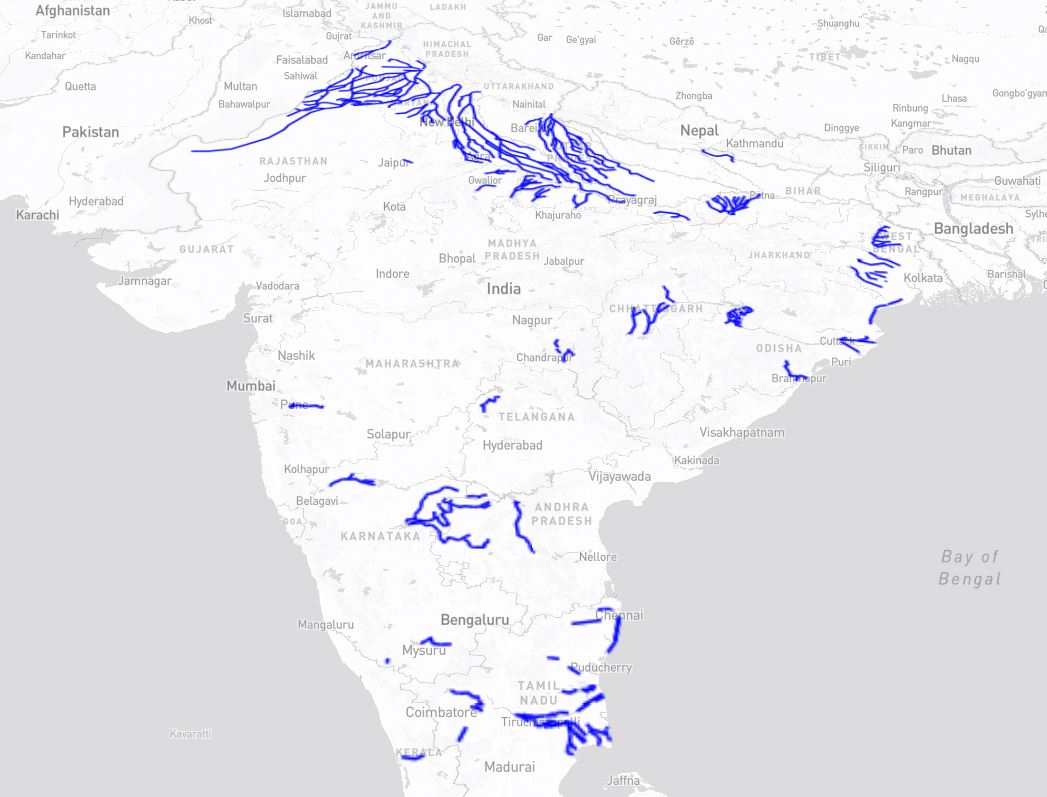 Afghanistan
Tarinkot
Kandahar
Khost
Islamabad
JAMMU
AND
KASHMIR
LADAKH
Gujrat
Faisalabad
Sahiwal
HIMACHAL
PRADESH
Quetta
Multan
Bahawalpur
Gar
Ge'gyai
Gêrzê
Shuanghu
TIBET
Nagqu
UTTARAKHAND
Nainital
Zhongba
Lhasa
Gongbo'gyan
Rinbung
Kangmar
Pakistan
New Delhi
Nepal
Kathmandu
Dinggye
SIKKIM
Paro
Bhutan
Siliguri
RAJASTHAN
Jaipur
Jodhpur
Gwalior
Prayagraj
Patna
BIHAR
Rangpur
Guwahati
MEGHALAYA
Sylhe
Hyderabad
Karachi
Kota
Khajuraho
Bangladesh
GUJARAT
MADHYA
PRADESH
Bhopal
Jabalpur
JHARKHAND
WEST
BENGAL
Kolkata
Barishal
Jamnagar
Indore
Vadodara
India
Surat
Nagpur
CHHATTISGARH
Nashik
MAHARASHTRA
Chandrapur
ODISHA
Cuttack
Puri
Brahmapur
Mumbai
Pune
TELANGANA
Solapur
Hyderabad
Visakhapatnam
Kakinada
Kolhapur
Vijayawada
Belagavi
GOA
KARNATAKA
ANDHRA
PRADESH
Nellore
Bay of
Bengal
Bengaluru
Chennai
Mangaluru
Mysuru
Puducherry
TAMIL
NADU
Coimbatore
Tiruchirappalli
Kavaratti
KERALA
Madurai
Jaffna